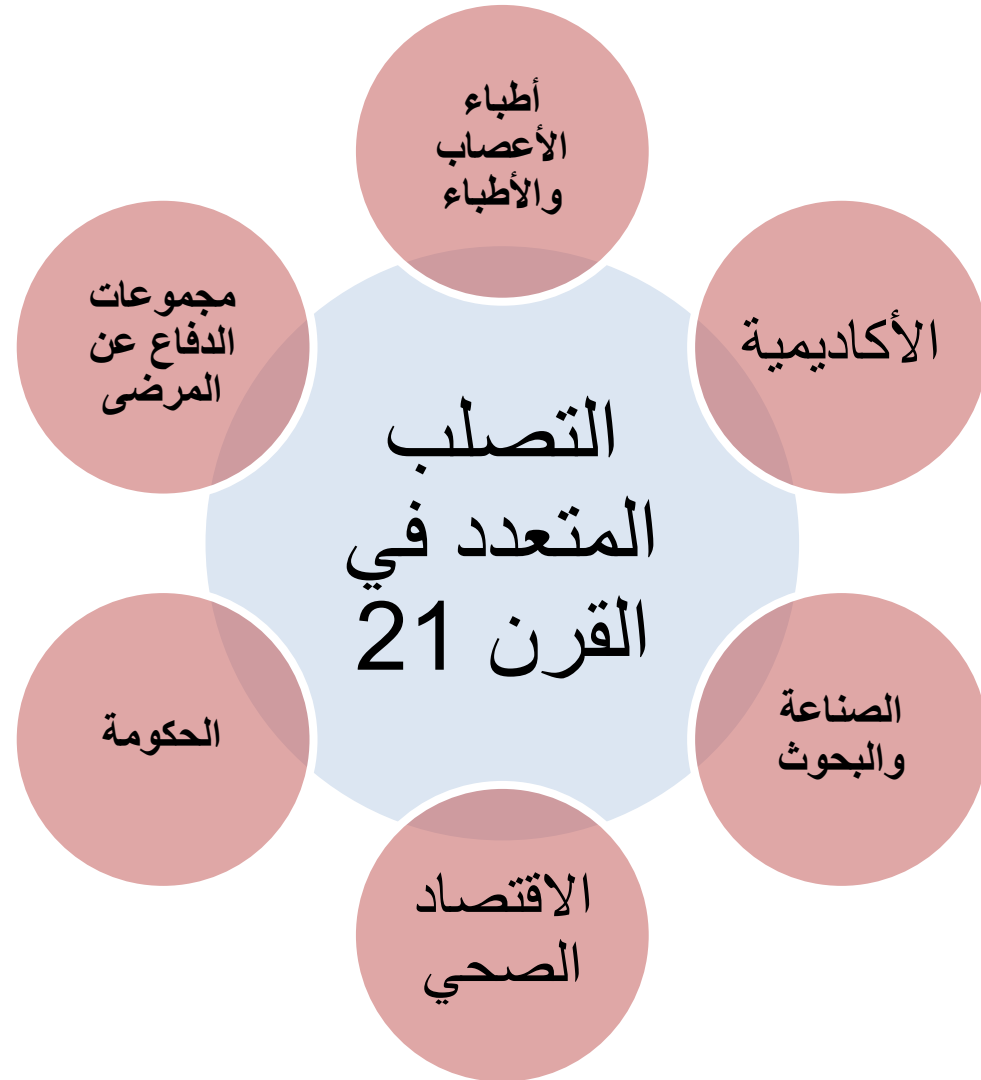 أطباء
الأعصاب
والأطباء
الأكاديمية
الصناعة
والبحوث
الاقتصاد
الصحي
الحكومة
مجموعات
الدفاع عن
المرضى
التصلب
المتعدد في
القرن 21